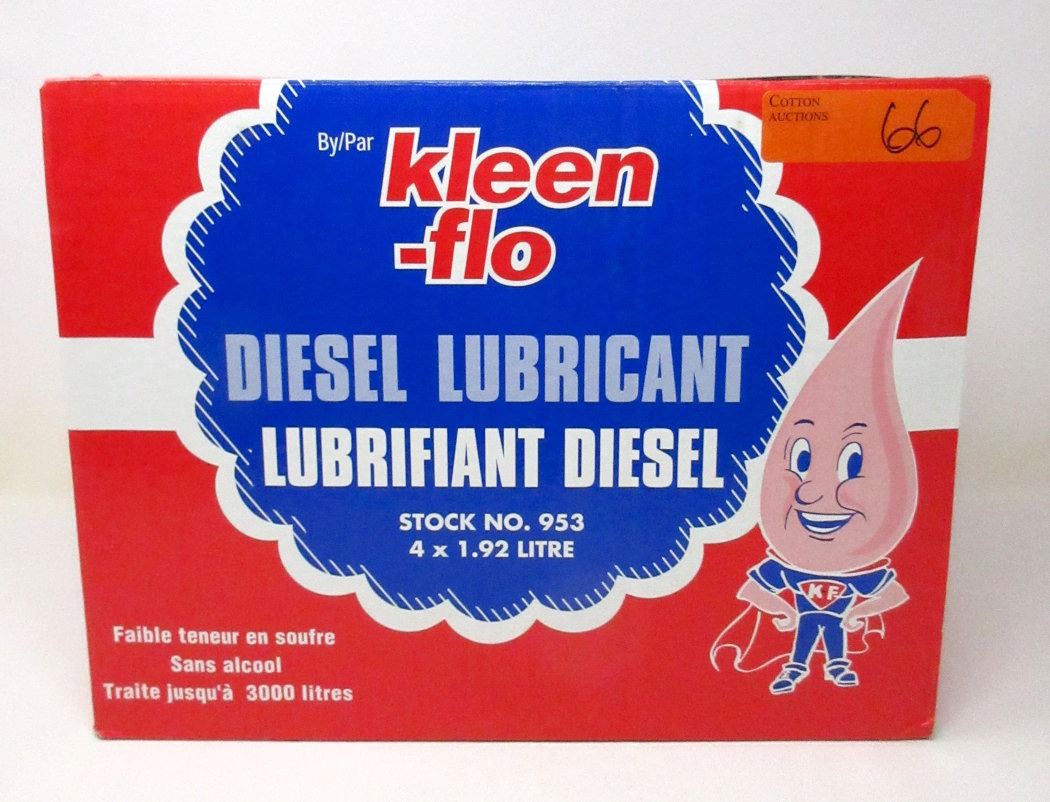 COTTON
AUCTIONS
66
By/Par
kleen
-flo
DIESEL LUBRICANT
LUBRIFIANT DIESEL
STOCK NO. 953
4 x 1.92 LITRE
KF
Faible teneur en soufre
Sans alcool
Traite jusqu'à 3000 litres